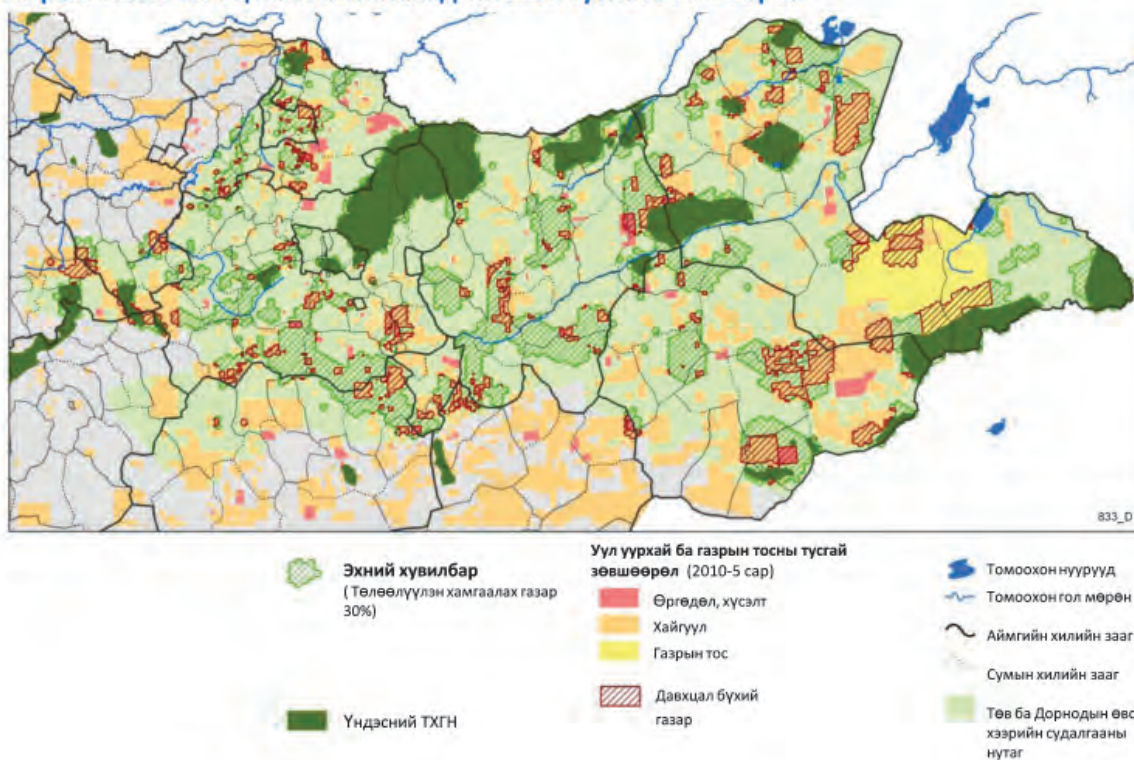 833_D
Эхний хувилбар
( Төлөөлүүлэн хамгаалах газар
30%)
Үндэсний ТХГН
Уул уурхай ба газрын тосны тусгай
зөвшөөрөл (2010-5 сар)
Өргөдөл, хүсэлт
Хайгуул
Газрын тос
Давхцал бүхий
газар
Томоохон нуурууд
Томоохон гол мөрөн
Аймгийн хилийн зааг
Сумын хилийн зааг
Төв ба Дорнодын өвс
хээрийн судалгааны
нутаг